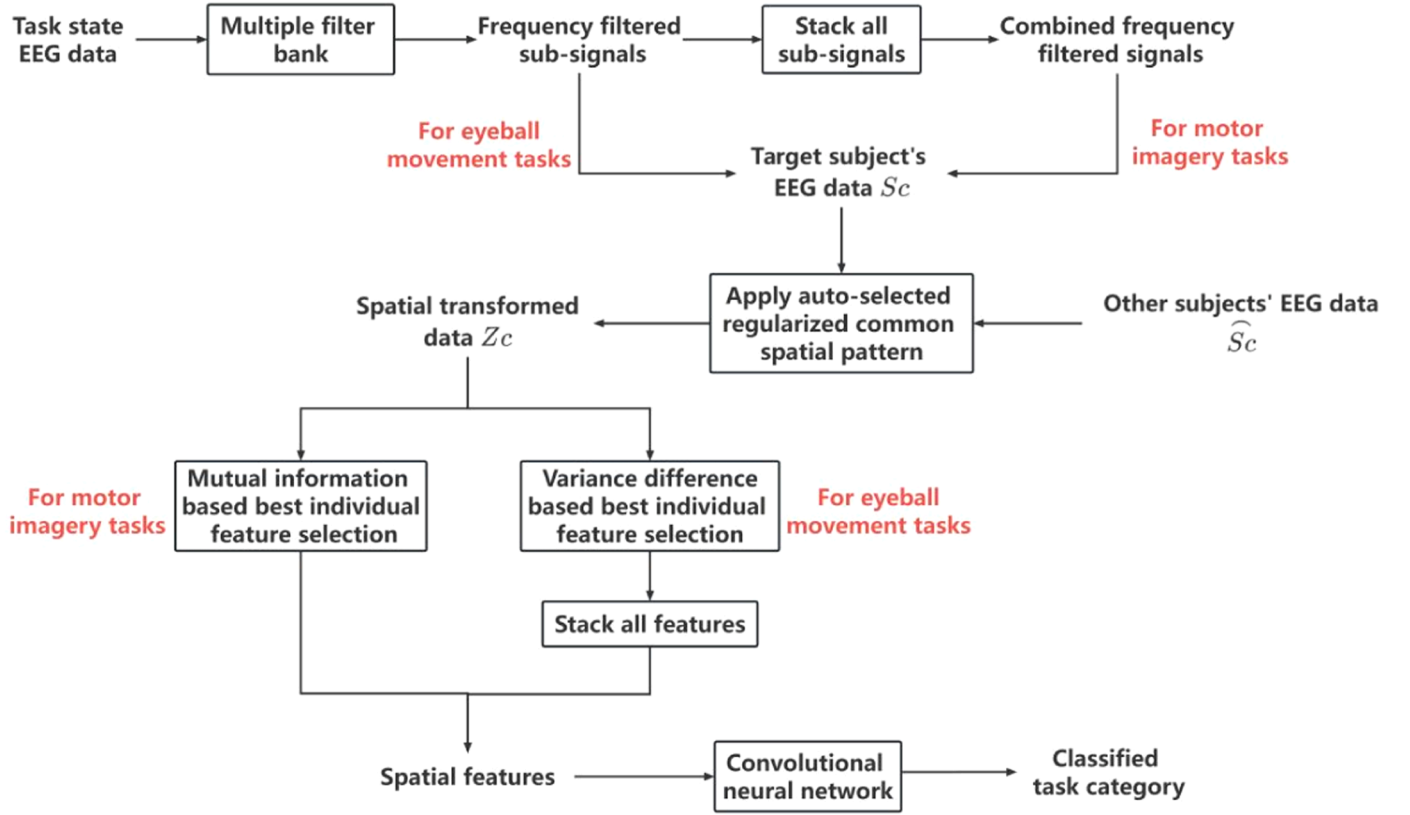 Task state
EEG data
Multiple filter
bank
Frequency filtered
sub-signals
Stack all
sub-signals
Combined frequency
filtered signals
For eyeball
movement tasks
For motor
imagery tasks
Target subject's
EEG data Sc
Spatial transformed
data Zc
Apply auto-selected
regularized common
spatial pattern
Other subjects' EEG data
$\widehat{Sc}$
For motor
imagery tasks
Mutual information
based best individual
feature selection
Variance difference
based best individual
feature selection
For eyeball
movement tasks
Stack all features
Spatial features
Convolutional
neural network
Classified
task category